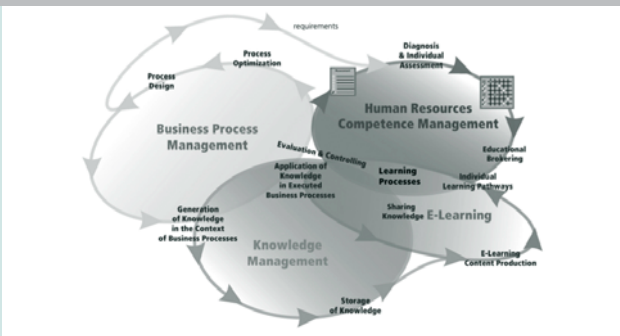 requirements
Process
Optimization
Process
Design
Diagnosis
& Individual
Assessment
Business Process
Management
Human Resources
Competence Management
Evaluation & Controlling
Educational
Brokering
Application of
Knowledge
in Executed
Business Processes
Learning
Processes
Individual
Learning Pathways
Generation
of Knowledge
in the Context
of Business Processes
Sharing
Knowledge
E-Learning
Knowledge
Management
E-Learning
Content Production
Storage
of Knowledge